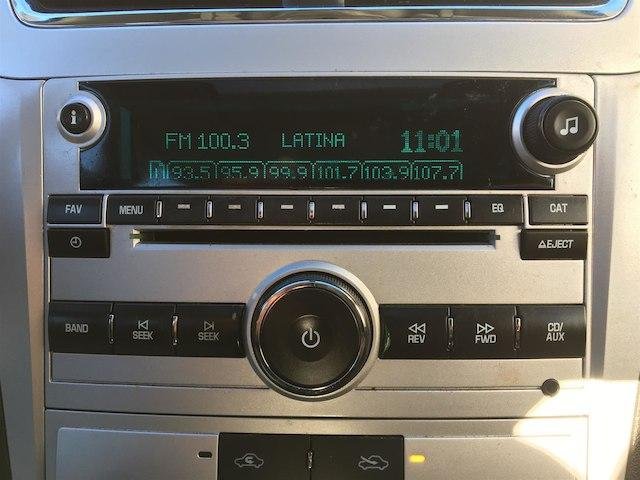 i
FM 100.3 LATINA 11:01
93.5 95.9 99.9 101.7 103.9 107.7
FAV MENU EQ CAT
EJECT
BAND SEEK SEEK REV FWD CD/
AUX